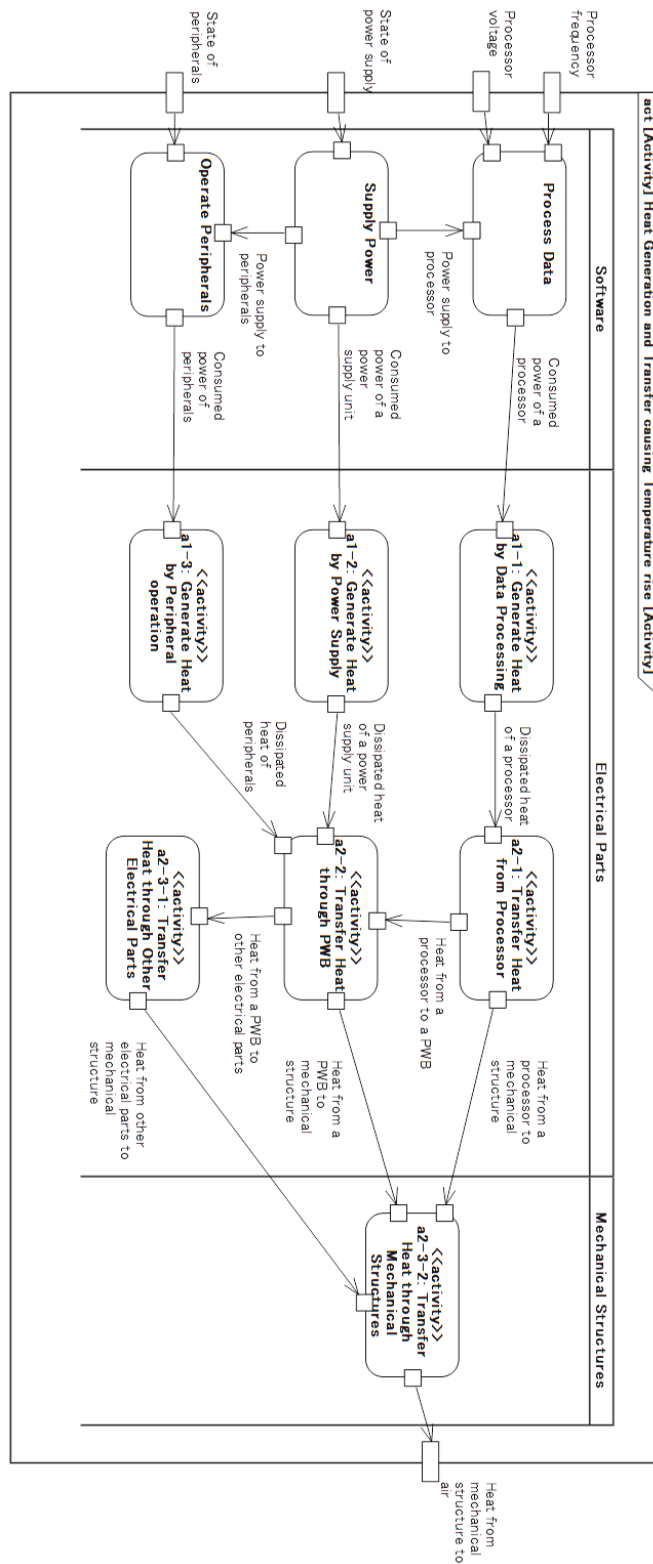 act [Activity] Heat Generation and Transfer causing Temperature rise [Activity]
Software
Electrical Parts
Mechanical Structures
Processor
frequency
Processor
voltage
State of
power supply
State of
peripherals
Process Data
Supply Power
Operate Peripherals
Power supply to
processor
Power supply to
peripherals
Consumed
power of a
processor
Consumed
power of a
power
supply unit
Consumed
power of
peripherals
<<activity>>
a1-1: Generate Heat
by Data Processing
<<activity>>
a1-2: Generate Heat
by Power Supply
<<activity>>
a1-3: Generate Heat
by Peripheral
operation
Dissipated heat
of a processor
Dissipated heat
of a power
supply unit
Dissipated
heat of
peripherals
<<activity>>
a2-1: Transfer Heat
from Processor
<<activity>>
a2-2: Transfer Heat
through PWB
<<activity>>
a2-3-1: Transfer
Heat through Other
Electrical Parts
Heat from a
processor to a PWB
Heat from a PWB to
other electrical parts
Heat from a
processor to
mechanical
structure
Heat from a
PWB to
mechanical
structure
Heat from other
electrical parts to
mechanical
structure
<<activity>>
a2-3-2: Transfer
Heat through
Mechanical
Structures
Heat from
mechanical
structure to
air